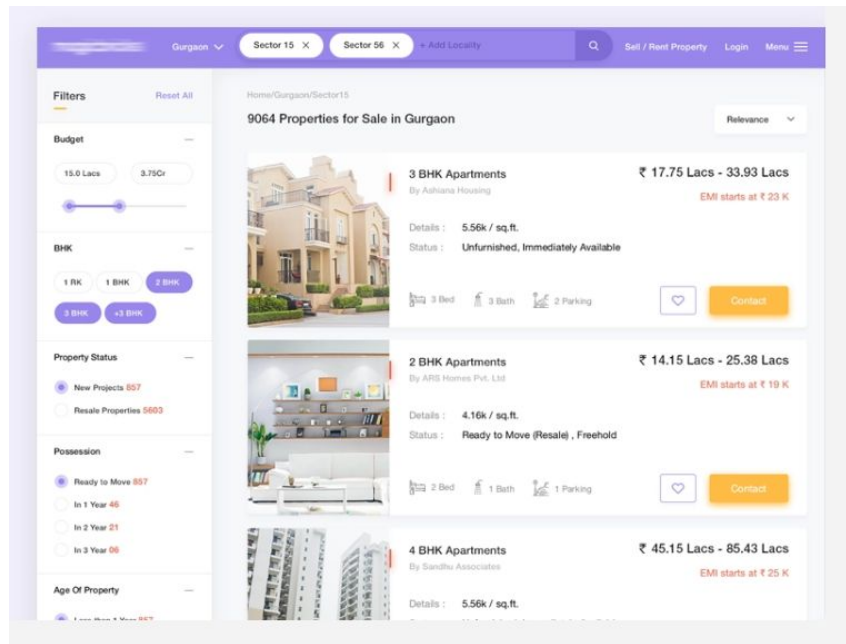 Gurgaon
Sector 15 X
Sector 56 X
+ Add Locality
Sell / Rent Property
Login
Menu
Filters
Reset All
Budget
15.0 Lacs
3.75Cr
BHK
1 RK
1 BHK
2 BHK
3 BHK
+3 BHK
Property Status
New Projects 857
Resale Properties 5603
Possession
Ready to Move 857
In 1 Year 46
In 2 Year 21
In 3 Year 06
Age Of Property
Less than 1 Year 857
Home/Gurgaon/Sector15
9064 Properties for Sale in Gurgaon
Relevance
3 BHK Apartments
₹ 17.75 Lacs - 33.93 Lacs
By Ashiana Housing
EMI starts at ₹ 23 K
Details : 5.56k / sq.ft.
Status : Unfurnished, Immediately Available
3 Bed
3 Bath
2 Parking
Contact
2 BHK Apartments
₹ 14.15 Lacs - 25.38 Lacs
By ARS Homes Pvt. Ltd
EMI starts at ₹ 19 K
Details : 4.16k / sq.ft.
Status : Ready to Move (Resale) , Freehold
2 Bed
1 Bath
1 Parking
Contact
4 BHK Apartments
₹ 45.15 Lacs - 85.43 Lacs
By Sandhu Associates
EMI starts at ₹ 25 K
Details : 5.56k / sq.ft.